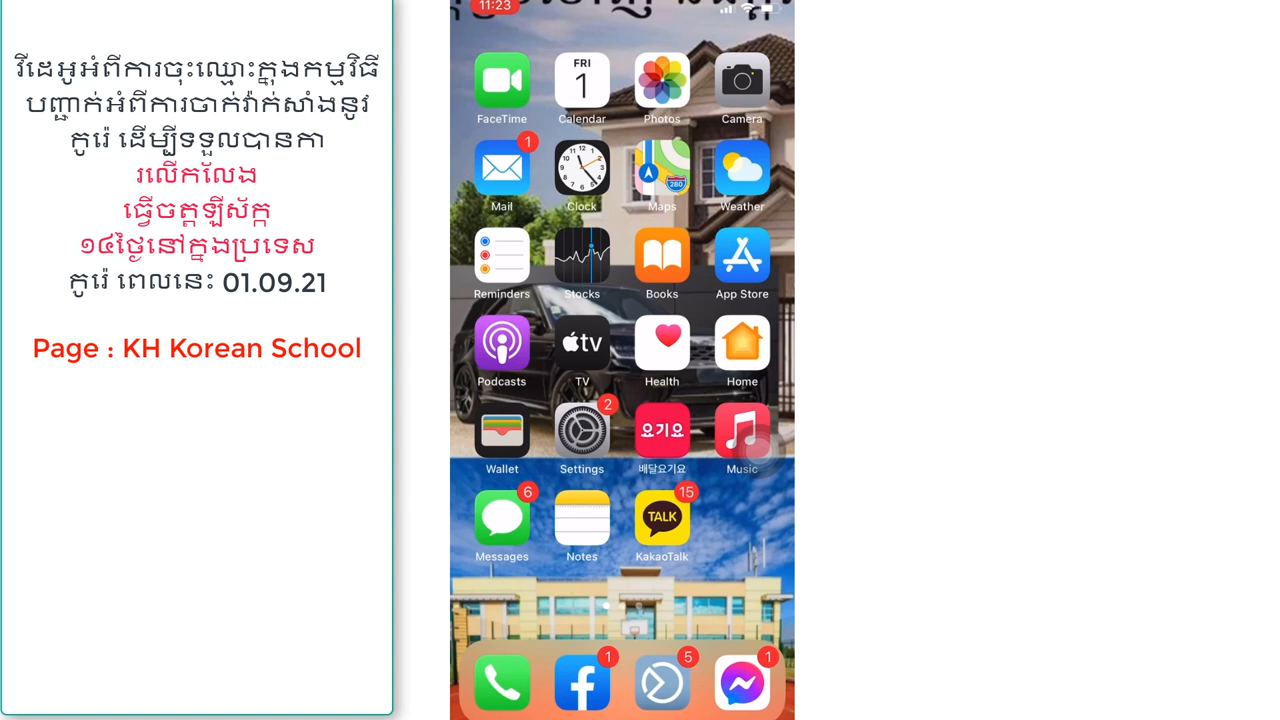 វីដេអូអំពីការចុះឈ្មោះក្នុងកម្មវិធី
បញ្ជាក់អំពីការចាក់វ៉ាក់សាំងនូវ
កូរ៉េ ដើម្បីទទួលបានកា
រលើកលែង
ធ្វើចត្តឡីស័ក្ក
១៤ថ្ងៃនៅក្នុងប្រទេស
កូរ៉េ ពេលនេះ 01.09.21
Page : KH Korean School
11:23
FRI
1
FaceTime Calendar Photos Camera
1
280
Mail Clock Maps Weather
Reminders Stocks Books App Store
tv
Podcasts TV Health Home
2
요기요
Wallet Settings 배달요기요 Music
6 15
TALK
Messages Notes KakaoTalk
1 5 1